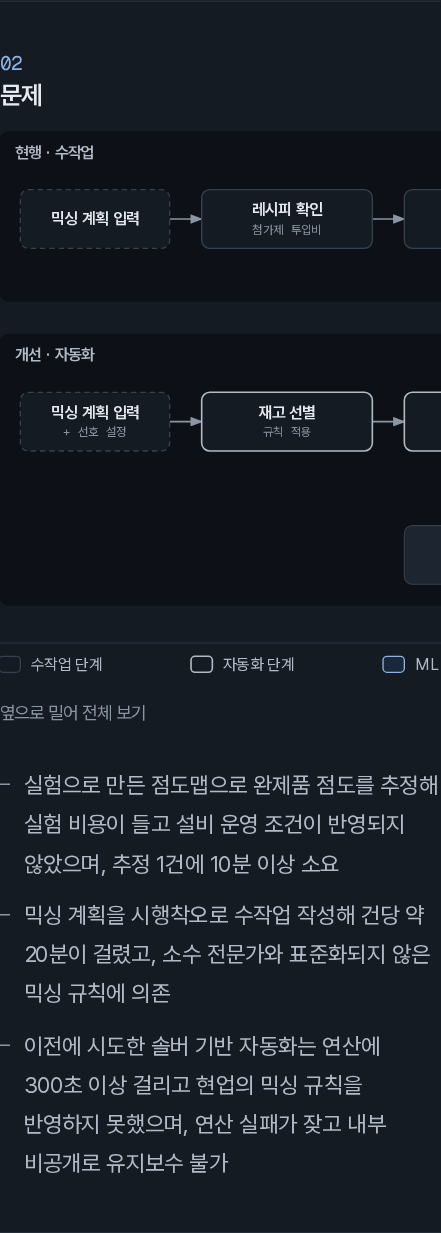 02
문제
현행 · 수작업
믹싱 계획 입력
레시피 확인
첨가제 투입비
개선 · 자동화
믹싱 계획 입력
+ 선호 설정
재고 선별
규칙 적용
수작업 단계
자동화 단계
ML
옆으로 밀어 전체 보기
– 실험으로 만든 점도맵으로 완제품 점도를 추정해
실험 비용이 들고 설비 운영 조건이 반영되지
않았으며, 추정 1건에 10분 이상 소요
– 믹싱 계획을 시행착오로 수작업 작성해 건당 약
20분이 걸렸고, 소수 전문가와 표준화되지 않은
믹싱 규칙에 의존
– 이전에 시도한 솔버 기반 자동화는 연산에
300초 이상 걸리고 현업의 믹싱 규칙을
반영하지 못했으며, 연산 실패가 잦고 내부
비공개로 유지보수 불가